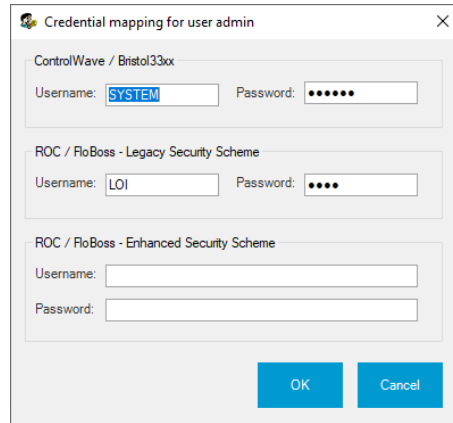 Credential mapping for user admin
ControlWave / Bristol33xx
Username: SYSTEM Password: ••••••
ROC / FloBoss - Legacy Security Scheme
Username: LOI Password: ••••
ROC / FloBoss - Enhanced Security Scheme
Username:
Password:
OK Cancel